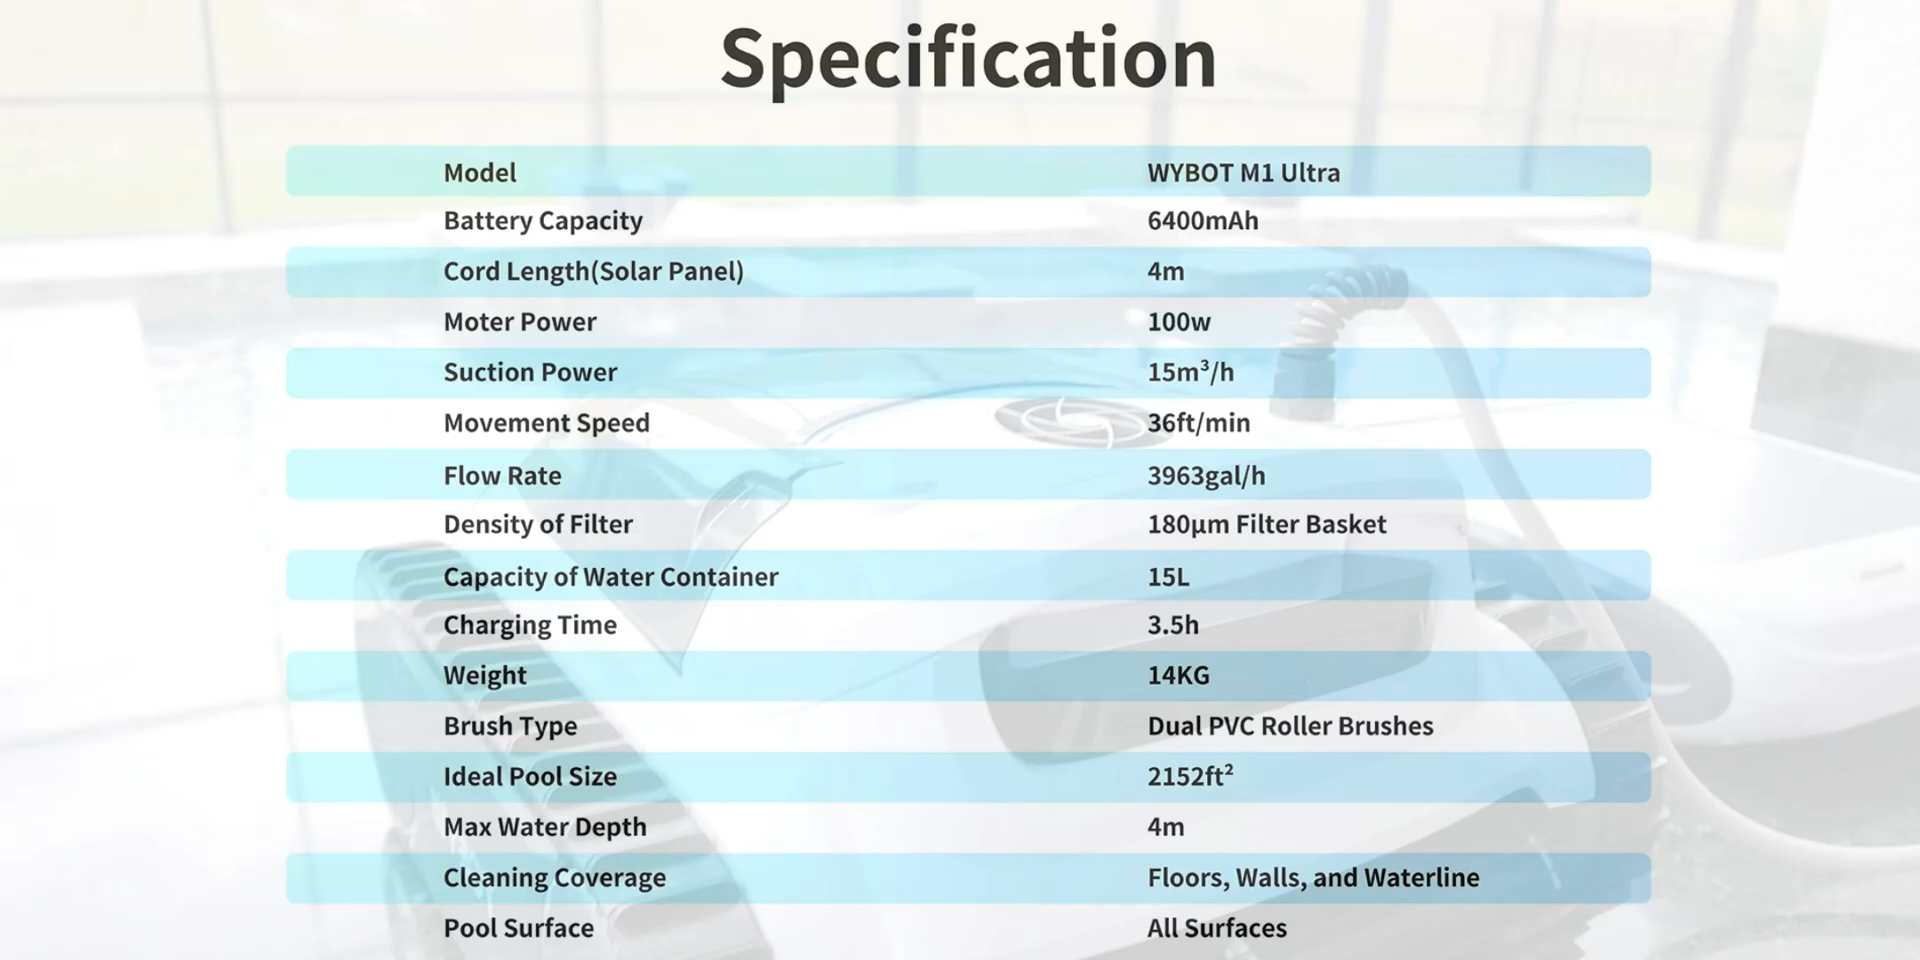 Specification
Model WYBOT M1 Ultra
Battery Capacity 6400mAh
Cord Length(Solar Panel) 4m
Moter Power 100w
Suction Power 15m³/h
Movement Speed 36ft/min
Flow Rate 3963gal/h
Density of Filter 180μm Filter Basket
Capacity of Water Container 15L
Charging Time 3.5h
Weight 14KG
Brush Type Dual PVC Roller Brushes
Ideal Pool Size 2152ft²
Max Water Depth 4m
Cleaning Coverage Floors, Walls, and Waterline
Pool Surface All Surfaces